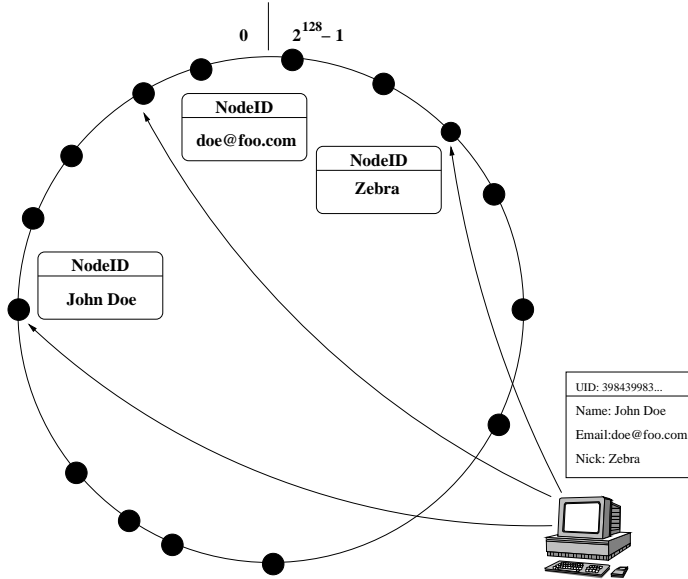 0 2^128 – 1
NodeID
doe@foo.com
NodeID
Zebra
NodeID
John Doe
UID: 398439983...
Name: John Doe
Email:doe@foo.com
Nick: Zebra